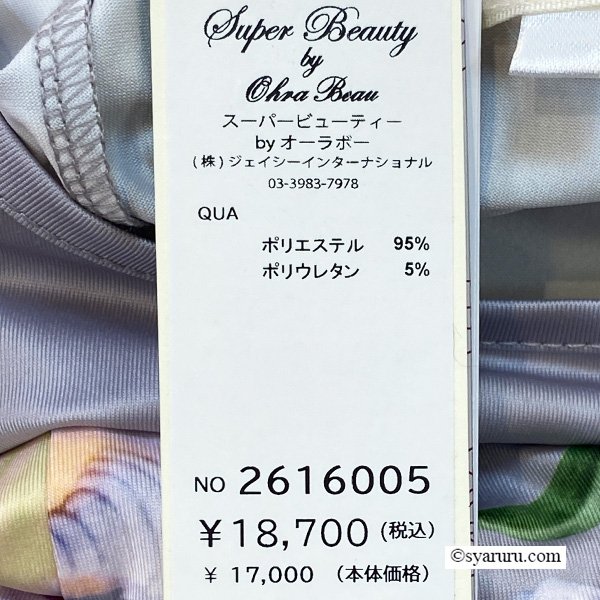 Super Beauty
by
Ohra Beau
スーパービューティー
by オーラボー
(株)ジェイシーインターナショナル
03-3983-7978
QUA
ポリエステル 95%
ポリウレタン 5%
NO 2616005
¥18,700 (税込)
¥ 17,000 (本体価格)
©syaruru.com